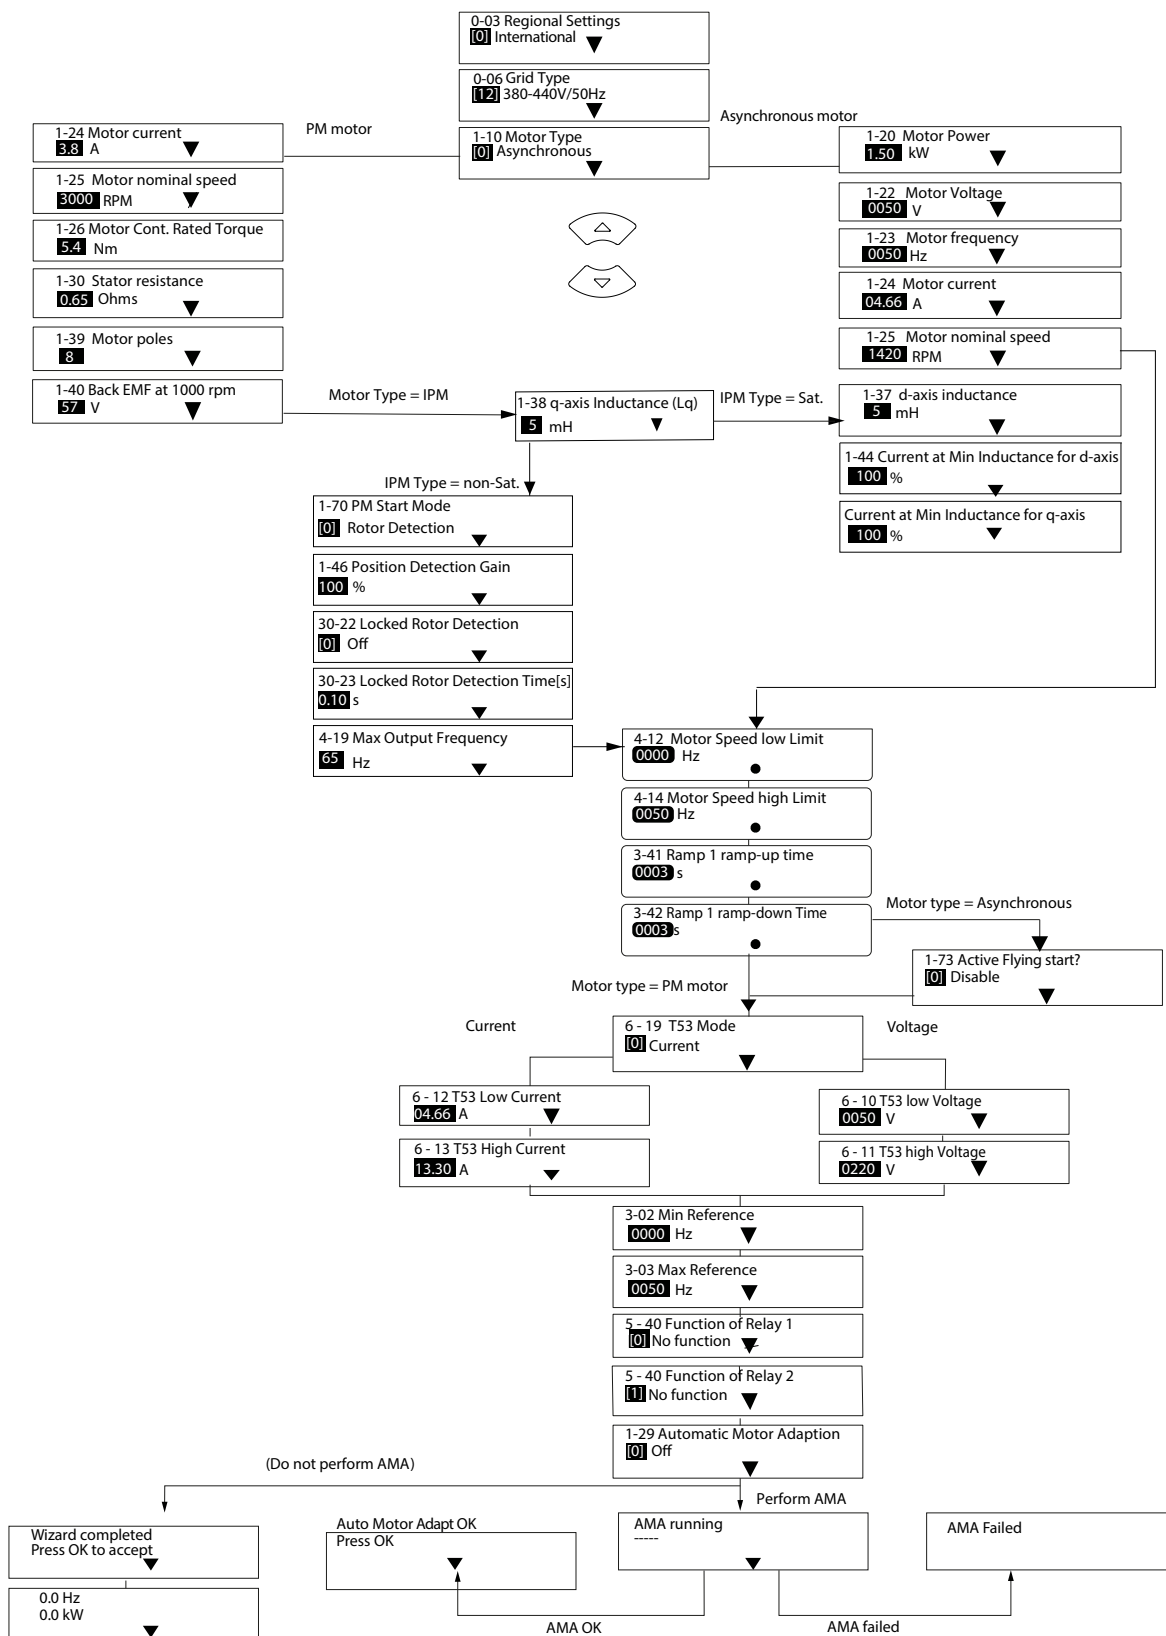 0-03 Regional Settings
[0] International
0-06 Grid Type
[12] 380-440V/50Hz
1-10 Motor Type
[0] Asynchronous
PM motor
Asynchronous motor
1-24 Motor current
3.8 A
1-25 Motor nominal speed
3000 RPM
1-26 Motor Cont. Rated Torque
5.4 Nm
1-30 Stator resistance
0.65 Ohms
1-39 Motor poles
8
1-40 Back EMF at 1000 rpm
57 V
1-20 Motor Power
1.50 kW
1-22 Motor Voltage
0050 V
1-23 Motor frequency
0050 Hz
1-24 Motor current
04.66 A
1-25 Motor nominal speed
1420 RPM
Motor Type = IPM
1-38 q-axis Inductance (Lq)
5 mH
IPM Type = Sat.
1-37 d-axis inductance
5 mH
1-44 Current at Min Inductance for d-axis
100 %
Current at Min Inductance for q-axis
100 %
IPM Type = non-Sat.
1-70 PM Start Mode
[0] Rotor Detection
1-46 Position Detection Gain
100 %
30-22 Locked Rotor Detection
[0] Off
30-23 Locked Rotor Detection Time[s]
0.10 s
4-19 Max Output Frequency
65 Hz
4-12 Motor Speed low Limit
0000 Hz
4-14 Motor Speed high Limit
0050 Hz
3-41 Ramp 1 ramp-up time
0003 s
3-42 Ramp 1 ramp-down Time
0003 s
Motor type = Asynchronous
1-73 Active Flying start?
[0] Disable
Motor type = PM motor
6 - 19 T53 Mode
[0] Current
Current
Voltage
6 - 12 T53 Low Current
04.66 A
6 - 13 T53 High Current
13.30 A
6 - 10 T53 low Voltage
0050 V
6 - 11 T53 high Voltage
0220 V
3-02 Min Reference
0000 Hz
3-03 Max Reference
0050 Hz
5 - 40 Function of Relay 1
[0] No function
5 - 40 Function of Relay 2
[1] No function
1-29 Automatic Motor Adaption
[0] Off
(Do not perform AMA)
Perform AMA
Wizard completed
Press OK to accept
0.0 Hz
0.0 kW
Auto Motor Adapt OK
Press OK
AMA running
-----
AMA Failed
AMA OK
AMA failed